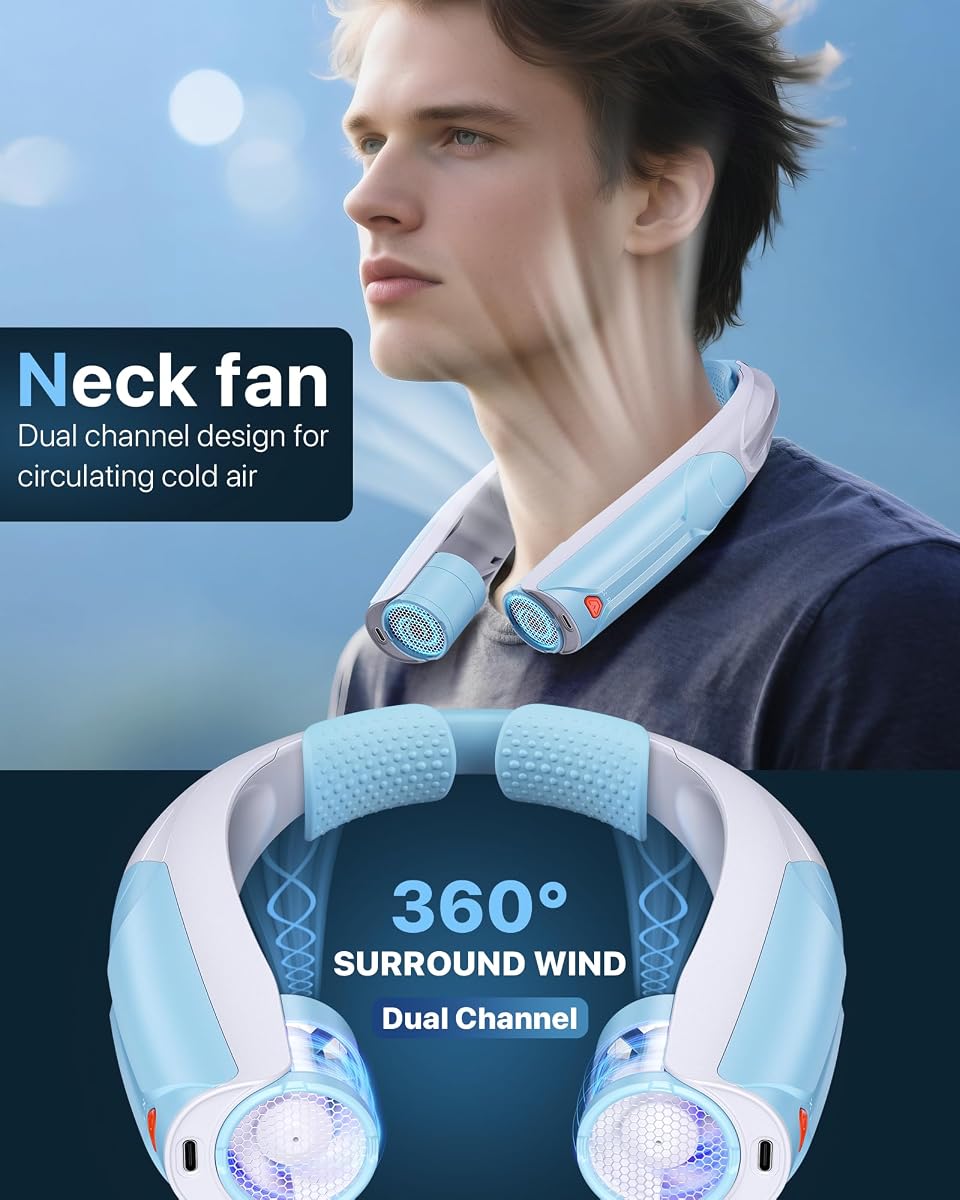 Neck fan
Dual channel design for
circulating cold air
360°
SURROUND WIND
Dual Channel